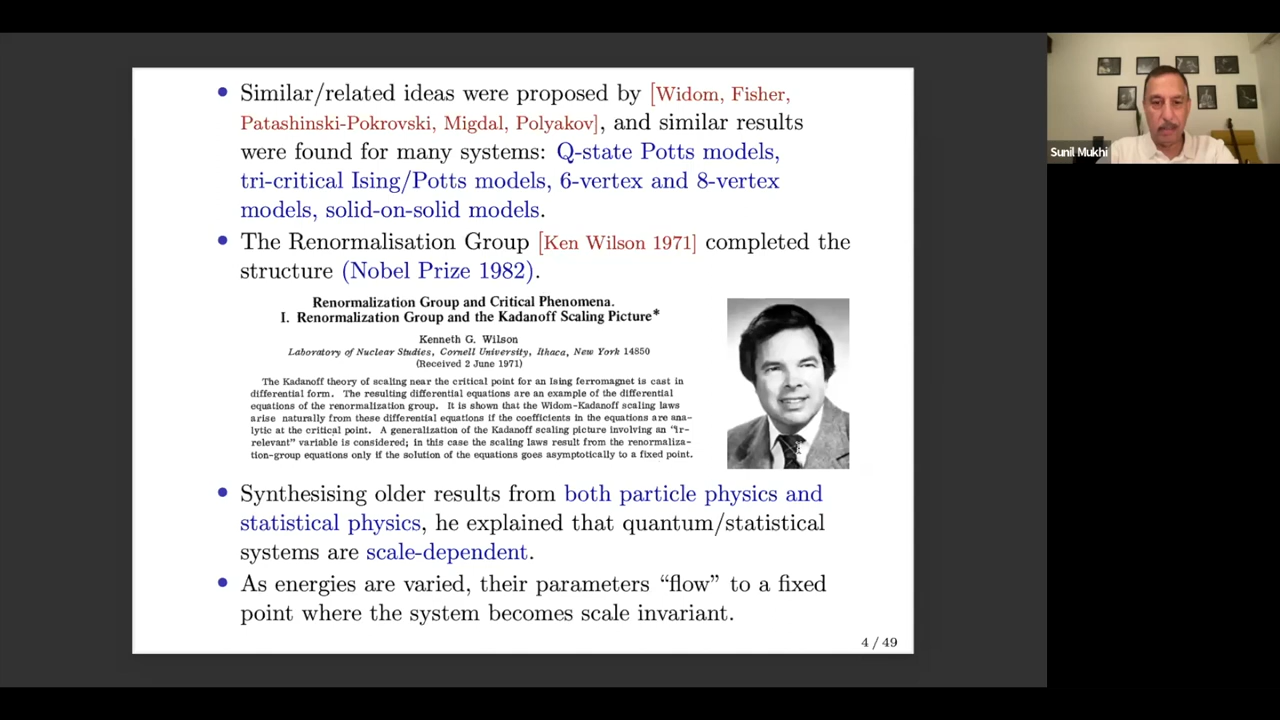 • Similar/related ideas were proposed by [Widom, Fisher,
Patashinski-Pokrovski, Migdal, Polyakov], and similar results
were found for many systems: Q-state Potts models,
tri-critical Ising/Potts models, 6-vertex and 8-vertex
models, solid-on-solid models.
• The Renormalisation Group [Ken Wilson 1971] completed the
structure (Nobel Prize 1982).
Renormalization Group and Critical Phenomena.
I. Renormalization Group and the Kadanoff Scaling Picture*
Kenneth G. Wilson
Laboratory of Nuclear Studies, Cornell University, Ithaca, New York 14850
(Received 2 June 1971)
The Kadanoff theory of scaling near the critical point for an Ising ferromagnet is cast in
differential form. The resulting differential equations are an example of the differential
equations of the renormalization group. It is shown that the Widom-Kadanoff scaling laws
arise naturally from these differential equations if the coefficients in the equations are ana-
lytic at the critical point. A generalization of the Kadanoff scaling picture involving an "ir-
relevant" variable is considered; in this case the scaling laws result from the renormaliza-
tion-group equations only if the solution of the equations goes asymptotically to a fixed point.
• Synthesising older results from both particle physics and
statistical physics, he explained that quantum/statistical
systems are scale-dependent.
• As energies are varied, their parameters “flow” to a fixed
point where the system becomes scale invariant.
4 / 49
Sunil Mukhi